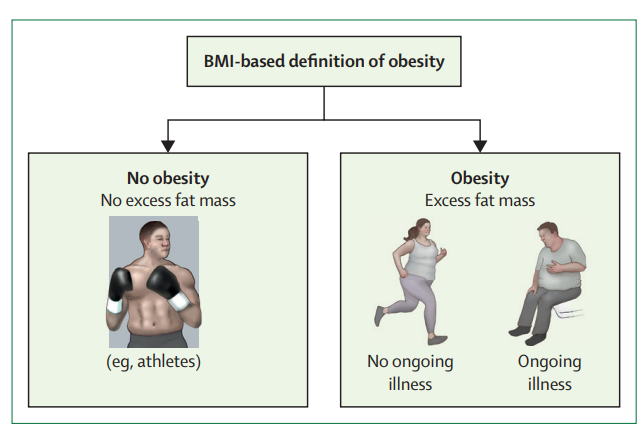 BMI-based definition of obesity
No obesity
No excess fat mass
(eg, athletes)
Obesity
Excess fat mass
No ongoing
illness
Ongoing
illness